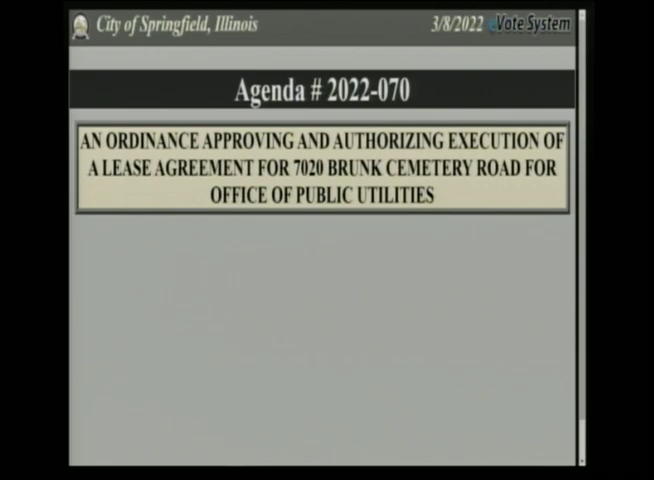 City of Springfield, Illinois
3/8/2022 eVote System
Agenda # 2022-070
AN ORDINANCE APPROVING AND AUTHORIZING EXECUTION OF
A LEASE AGREEMENT FOR 7020 BRUNK CEMETERY ROAD FOR
OFFICE OF PUBLIC UTILITIES